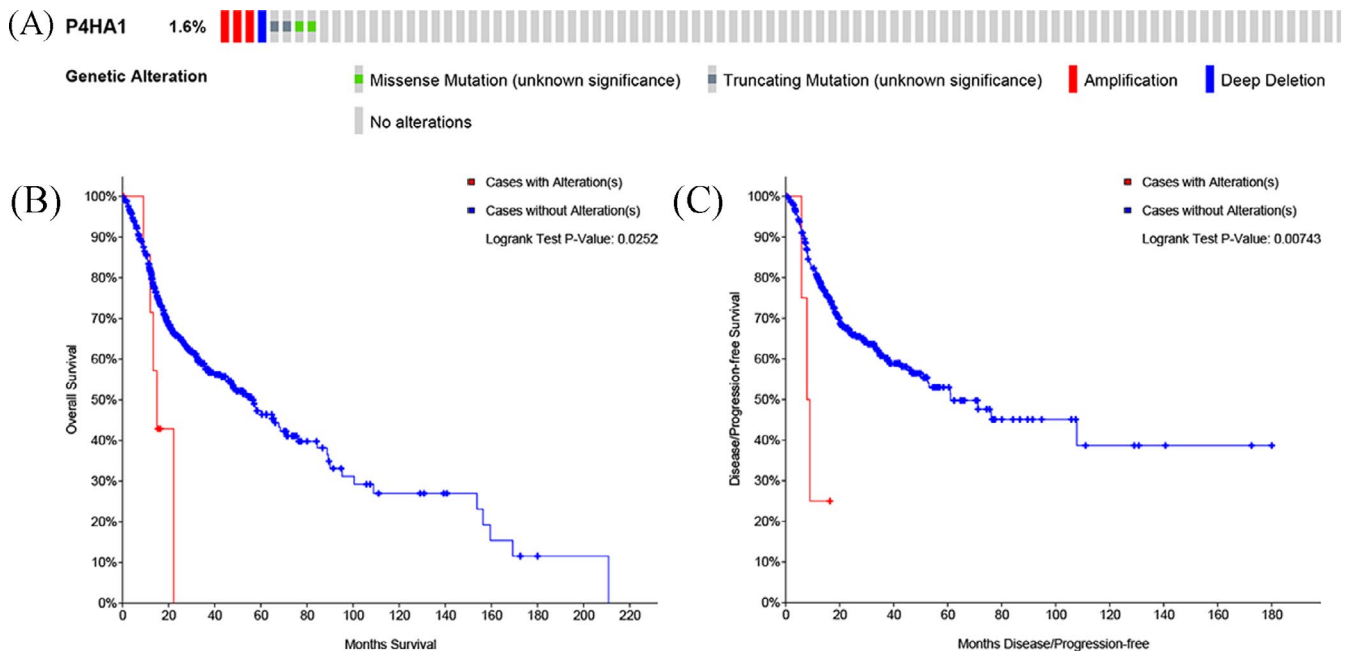 (A) P4HA1 1.6%
Genetic Alteration
Missense Mutation (unknown significance) Truncating Mutation (unknown significance) Amplification Deep Deletion
No alterations
(B)
Cases with Alteration(s)
Cases without Alteration(s)
Logrank Test P-Value: 0.0252
Overall Survival
100%
90%
80%
70%
60%
50%
40%
30%
20%
10%
0%
0 20 40 60 80 100 120 140 160 180 200 220
Months Survival
(C)
Cases with Alteration(s)
Cases without Alteration(s)
Logrank Test P-Value: 0.00743
Disease/Progression-free Survival
100%
90%
80%
70%
60%
50%
40%
30%
20%
10%
0%
0 20 40 60 80 100 120 140 160 180
Months Disease/Progression-free